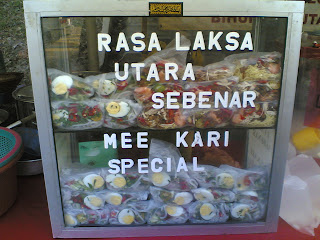 RASA LAKSA
UTARA
SEBENAR
MEE KARI
SPECIAL